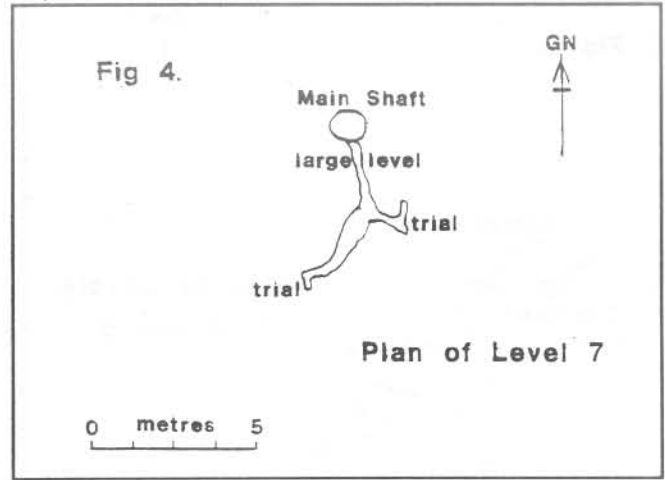 GN
Fig 4.
Main Shaft
large level
trial
trial
Plan of Level 7
0 metres 5